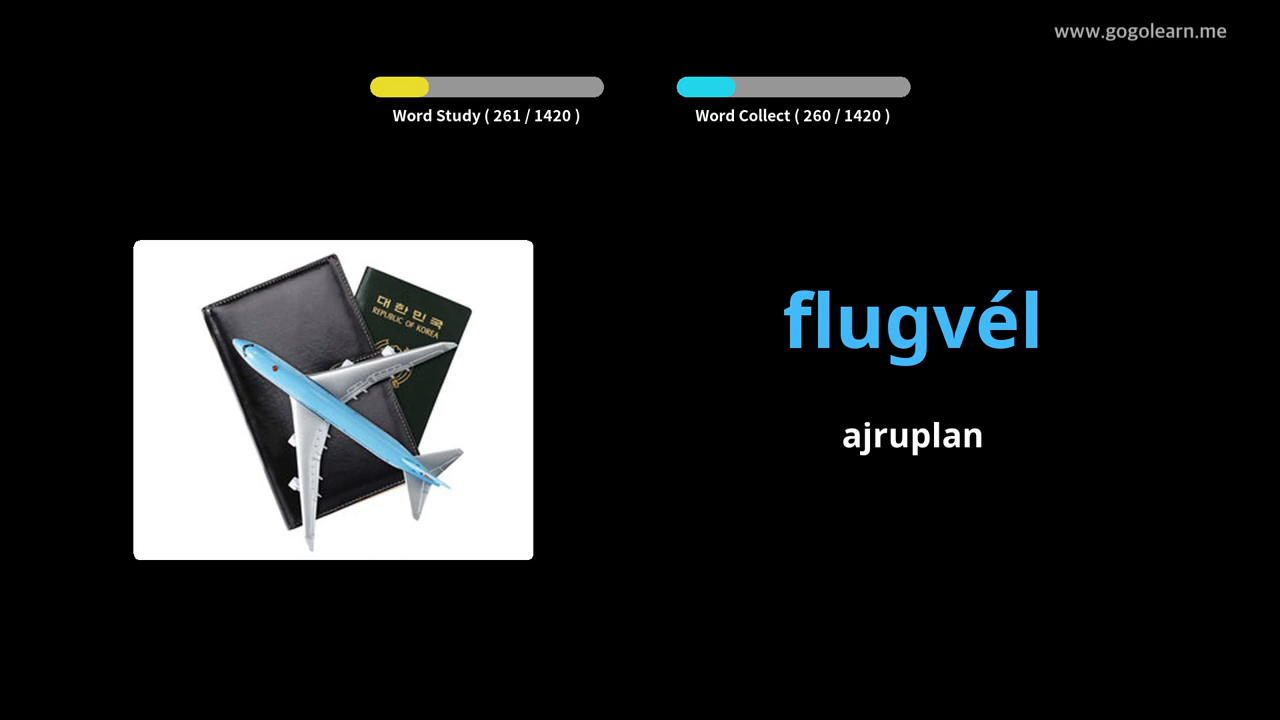 www.gogolearn.me
Word Study ( 261 / 1420 )
Word Collect ( 260 / 1420 )
대한민국
REPUBLIC OF KOREA
flugvél
ajruplan